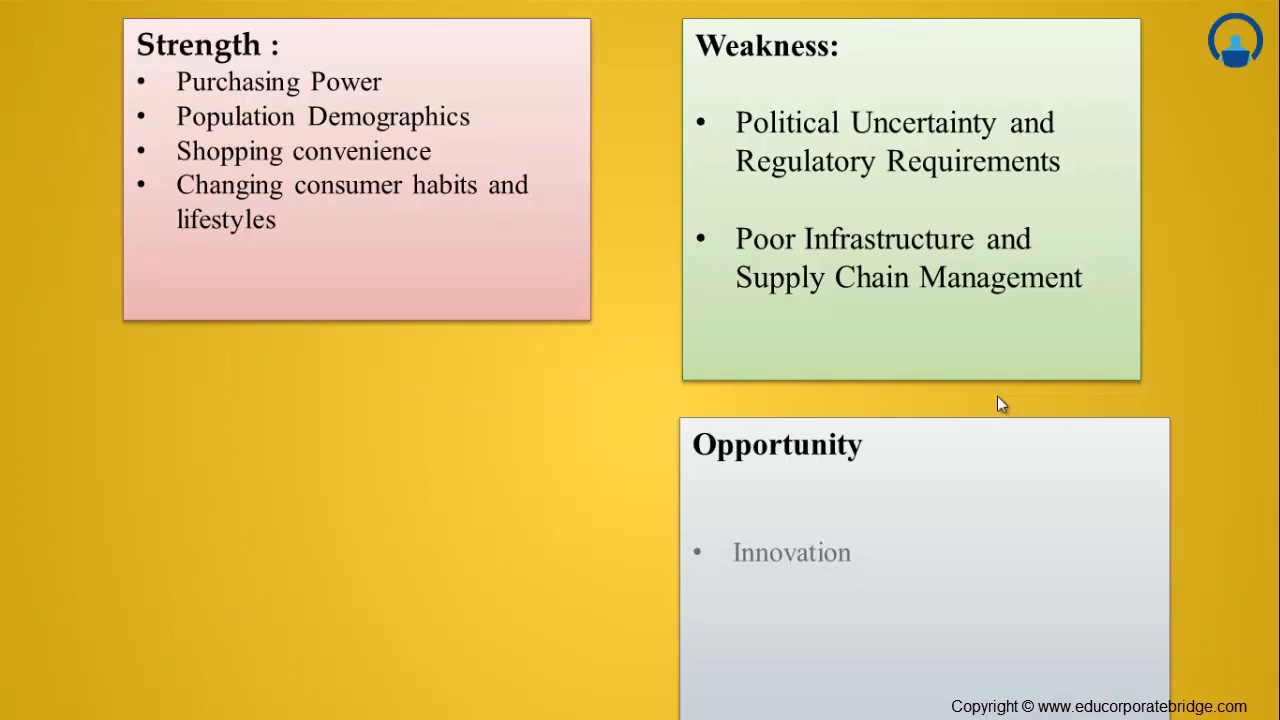 Strength :
• Purchasing Power
• Population Demographics
• Shopping convenience
• Changing consumer habits and
lifestyles
Weakness:
• Political Uncertainty and
Regulatory Requirements
• Poor Infrastructure and
Supply Chain Management
Opportunity
• Innovation
Copyright © www.educorporatebridge.com